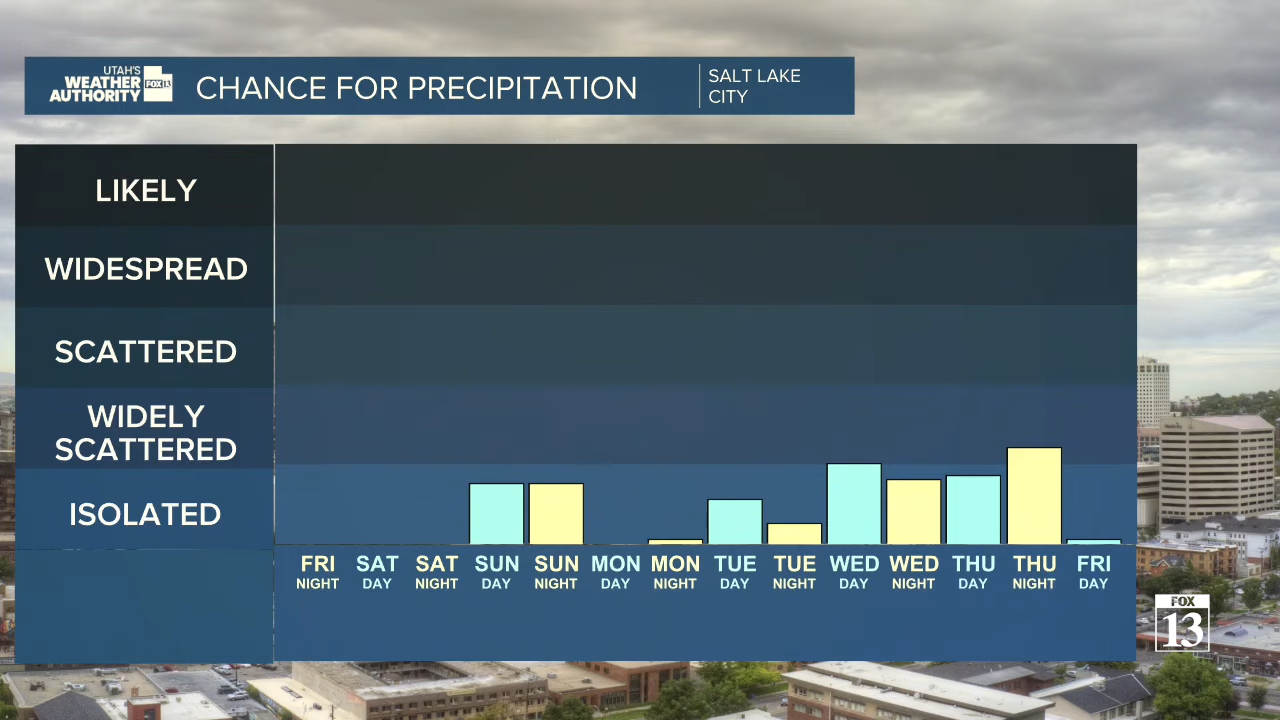 UTAH'S
WEATHER
AUTHORITY
FOX 13
CHANCE FOR PRECIPITATION
SALT LAKE
CITY
LIKELY
WIDESPREAD
SCATTERED
WIDELY
SCATTERED
ISOLATED
FRI SAT SAT SUN SUN MON MON TUE TUE WED WED THU THU FRI
NIGHT DAY NIGHT DAY NIGHT DAY NIGHT DAY NIGHT DAY NIGHT DAY NIGHT DAY
FOX
13